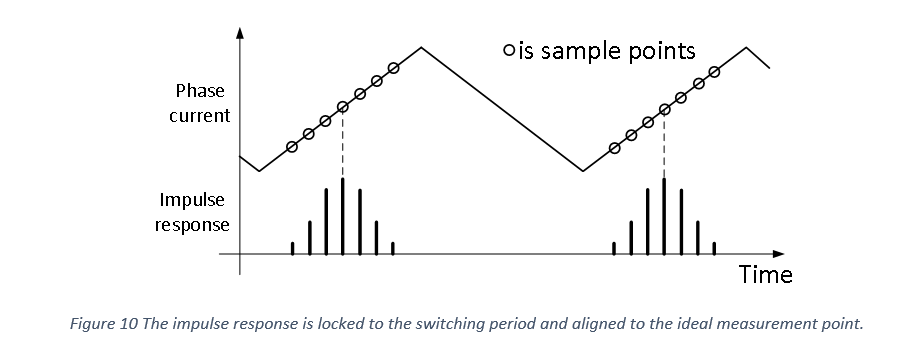 is sample points
Phase
current
Impulse
response
Time
Figure 10 The impulse response is locked to the switching period and aligned to the ideal measurement point.